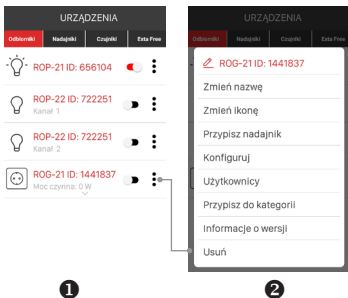 URZĄDZENIA
Odbiorniki Nadajniki Czujniki Exta Free
ROP-21 ID: 656104
ROP-22 ID: 722251
Kanał 1
ROP-22 ID: 722251
Kanał 2
ROG-21 ID: 1441837
Moc czynna: 0 W
1
URZĄDZENIA
Odbiorniki Nadajniki Czujniki Exta Free
ROG-21 ID: 1441837
Zmień nazwę
Zmień ikonę
Przypisz nadajnik
Konfiguruj
Użytkownicy
Przypisz do kategorii
Informacje o wersji
Usuń
2